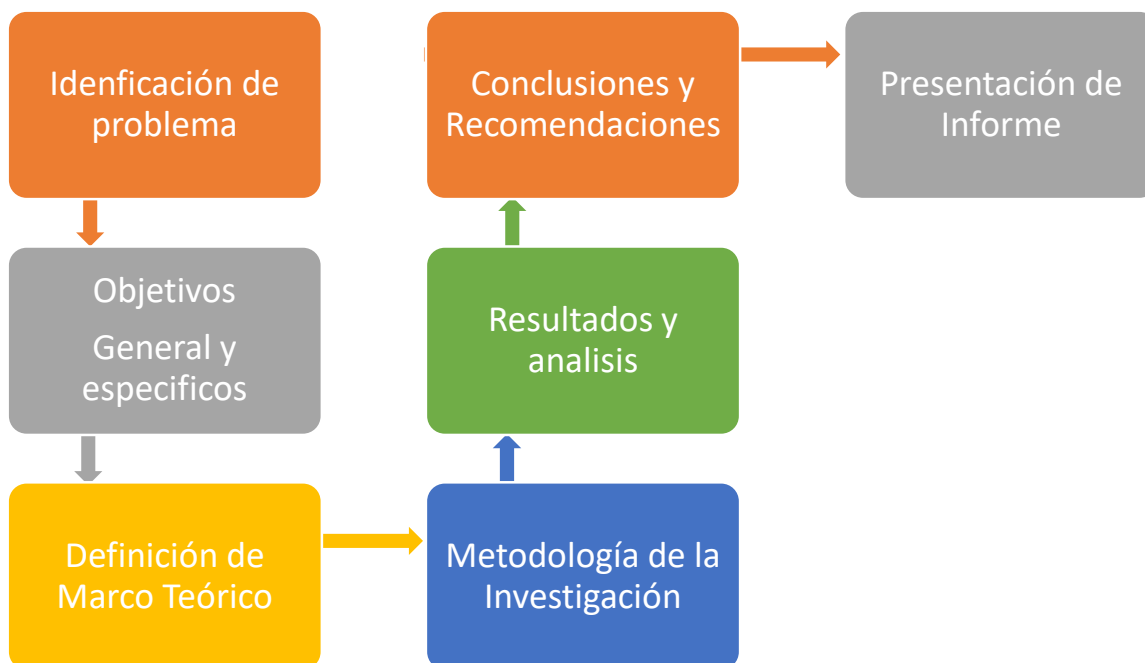 Idenficación de
problema
Objetivos
General y
especificos
Definición de
Marco Teórico
Metodología de la
Investigación
Resultados y
analisis
Conclusiones y
Recomendaciones
Presentación de
Informe